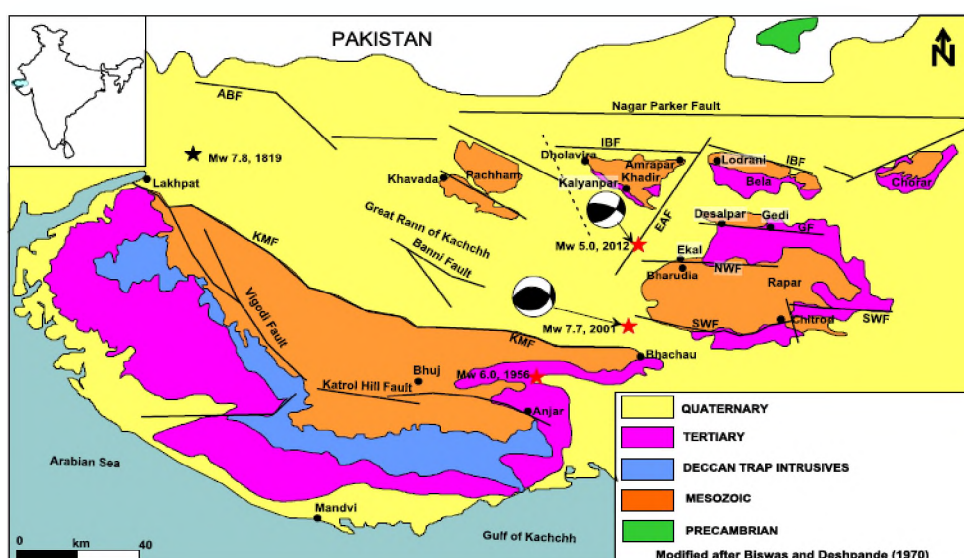 PAKISTAN
N
ABF
Nagar Parker Fault
Mw 7.8, 1819
IBF
Dholavira
Amrapar
Lodrani
IBF
Lakhpat
Khavada
Pachham
Khadir
Kalyanpar
Bela
Chorar
Great Rann of Kachchh
EAF
Desalpar
Gedi
GF
KMF
Mw 5.0, 2012
Banni Fault
Ekal
Bharudia
NWF
Rapar
Vigodi Fault
Mw 7.7, 2001
SWF
Chitrod
SWF
KMF
Bhachau
Bhuj
Mw 6.0, 1956
Katrol Hill Fault
Anjar
QUATERNARY
TERTIARY
Arabian Sea
DECCAN TRAP INTRUSIVES
MESOZOIC
Mandvi
PRECAMBRIAN
Gulf of Kachchh
0 km 40
Modified after Biswas and Deshpande (1970)